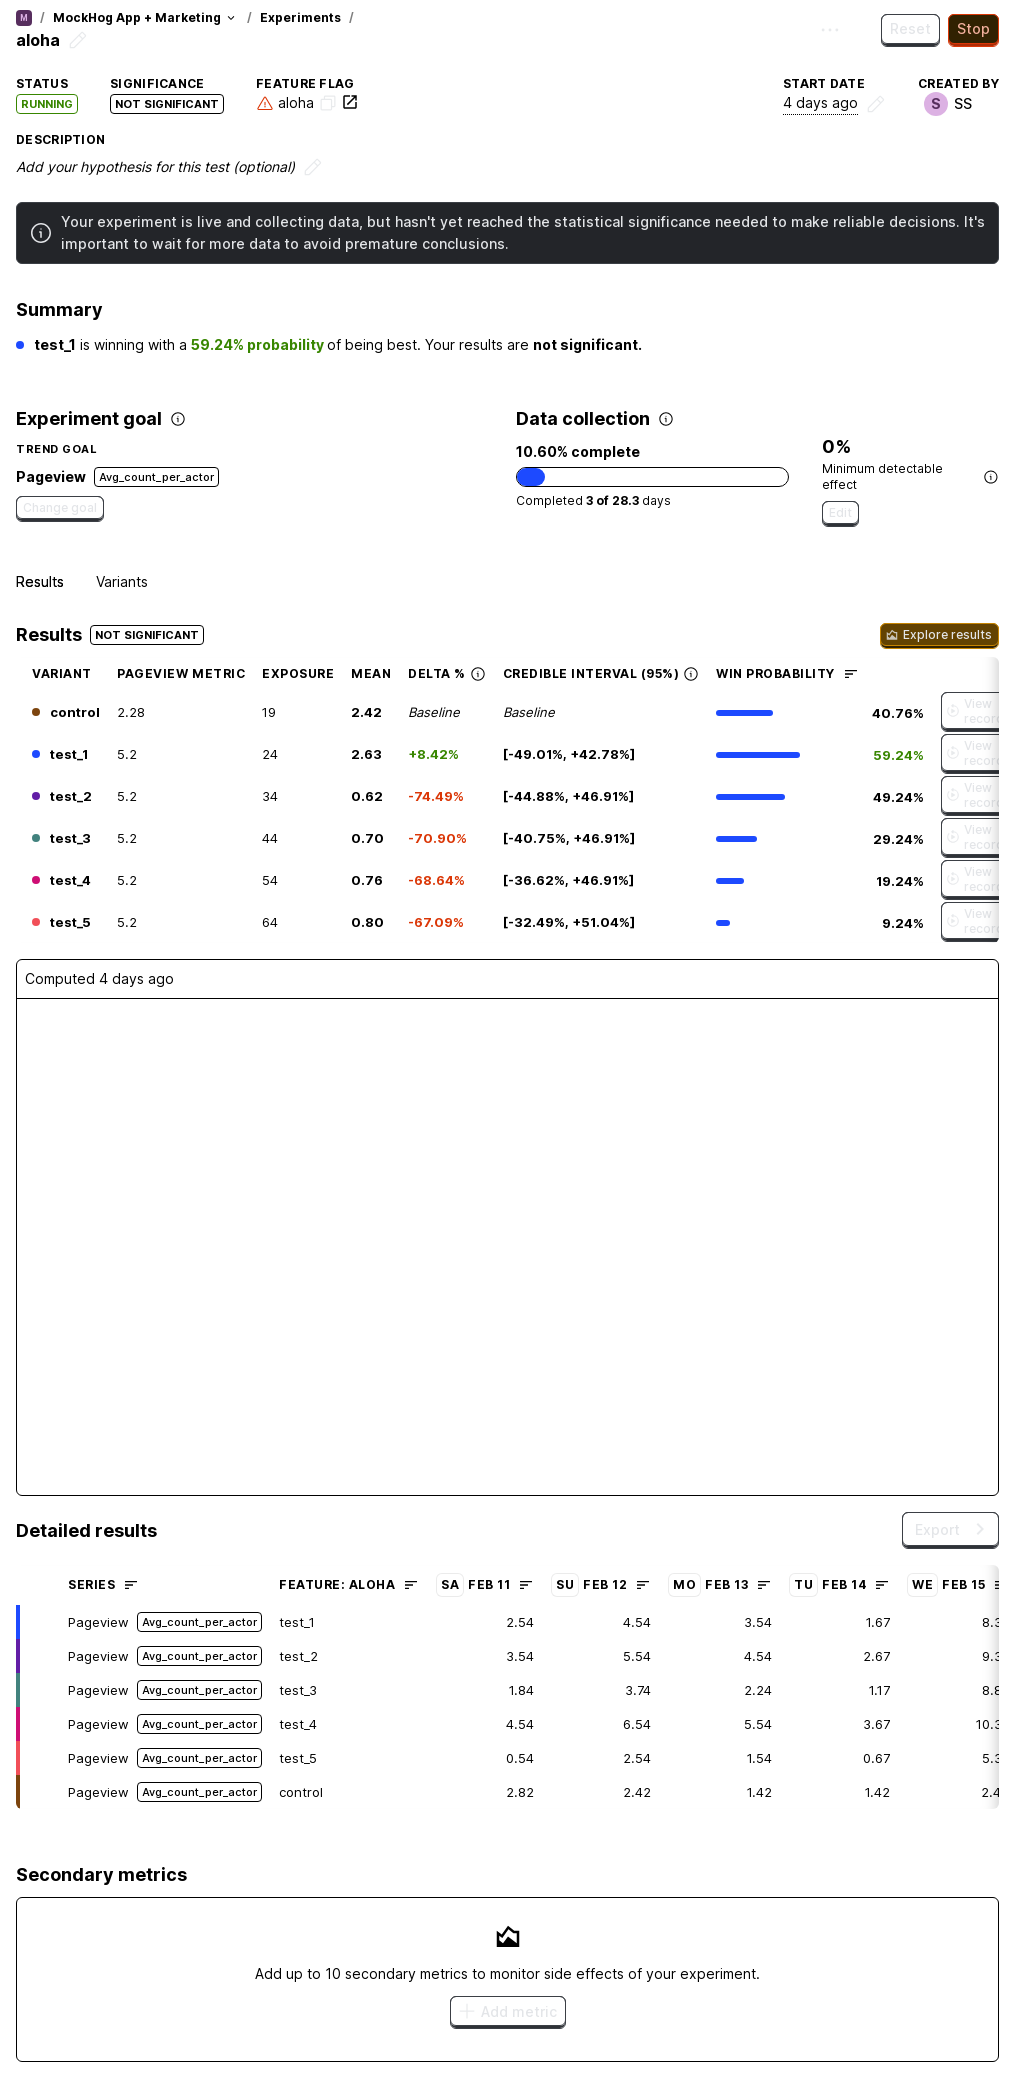 M / MockHog App + Marketing / Experiments /
aloha
Reset
Stop
STATUS SIGNIFICANCE FEATURE FLAG START DATE CREATED BY
RUNNING NOT SIGNIFICANT aloha 4 days ago S SS
DESCRIPTION
Add your hypothesis for this test (optional)
Your experiment is live and collecting data, but hasn't yet reached the statistical significance needed to make reliable decisions. It's
important to wait for more data to avoid premature conclusions.
Summary
test_1 is winning with a 59.24% probability of being best. Your results are not significant.
Experiment goal
TREND GOAL
Pageview Avg_count_per_actor
Change goal
Data collection
10.60% complete
Completed 3 of 28.3 days
0%
Minimum detectable
effect
Edit
Results Variants
Results NOT SIGNIFICANT Explore results
VARIANT PAGEVIEW METRIC EXPOSURE MEAN DELTA % CREDIBLE INTERVAL (95%) WIN PROBABILITY
control 2.28 19 2.42 Baseline Baseline 40.76% View
recor
test_1 5.2 24 2.63 +8.42% [-49.01%, +42.78%] 59.24% View
recor
test_2 5.2 34 0.62 -74.49% [-44.88%, +46.91%] 49.24% View
recor
test_3 5.2 44 0.70 -70.90% [-40.75%, +46.91%] 29.24% View
recor
test_4 5.2 54 0.76 -68.64% [-36.62%, +46.91%] 19.24% View
recor
test_5 5.2 64 0.80 -67.09% [-32.49%, +51.04%] 9.24% View
recor
Computed 4 days ago
Detailed results Export
SERIES FEATURE: ALOHA SA FEB 11 SU FEB 12 MO FEB 13 TU FEB 14 WE FEB 15
Pageview Avg_count_per_actor test_1 2.54 4.54 3.54 1.67 8.3
Pageview Avg_count_per_actor test_2 3.54 5.54 4.54 2.67 9.3
Pageview Avg_count_per_actor test_3 1.84 3.74 2.24 1.17 8.8
Pageview Avg_count_per_actor test_4 4.54 6.54 5.54 3.67 10.3
Pageview Avg_count_per_actor test_5 0.54 2.54 1.54 0.67 5.3
Pageview Avg_count_per_actor control 2.82 2.42 1.42 1.42 2.4
Secondary metrics
Add up to 10 secondary metrics to monitor side effects of your experiment.
Add metric